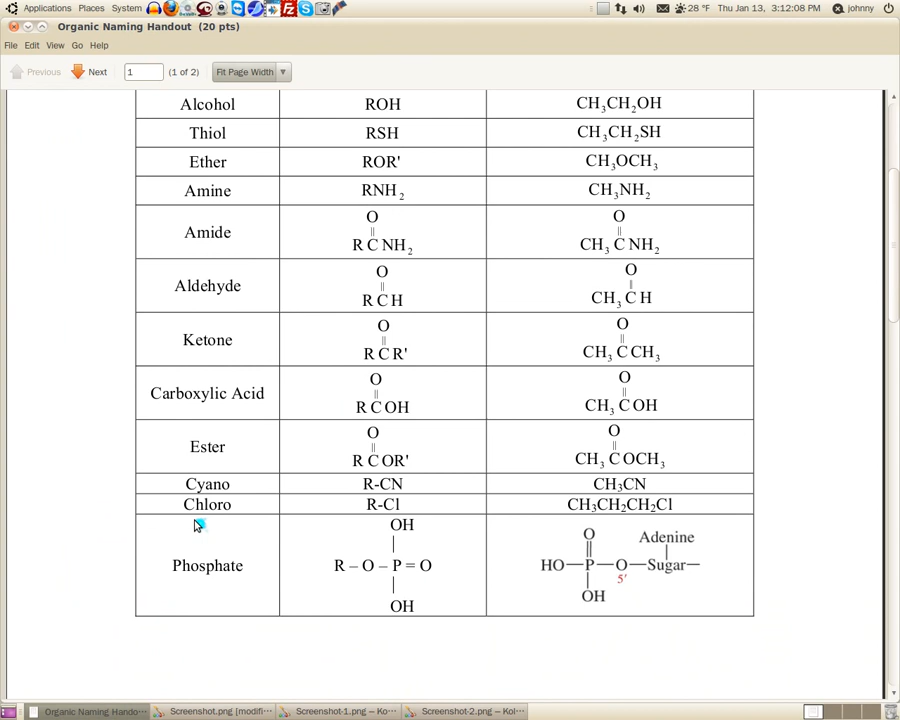 Applications Places System 28 °F Thu Jan 13, 3:12:08 PM johnny
Organic Naming Handout (20 pts)
File Edit View Go Help
Previous Next 1 (1 of 2) Fit Page Width
Alcohol ROH CH₃CH₂OH
Thiol RSH CH₃CH₂SH
Ether ROR' CH₃OCH₃
Amine RNH₂ CH₃NH₂
O O
||  ||
Amide R C NH₂ CH₃ C NH₂
O O
||  ||
Aldehyde R C H CH₃ C H
O O
||  ||
Ketone R C R' CH₃ C CH₃
O O
||  ||
Carboxylic Acid R C OH CH₃ C OH
O O
||  ||
Ester R C OR' CH₃ C OCH₃
Cyano R-CN CH₃CN
Chloro R-Cl CH₃CH₂CH₂Cl
OH O Adenine
Phosphate R – O – P = O HO—P—O—Sugar—
5′
OH OH
Organic Naming Hando··· Screenshot.png [modifi··· Screenshot-1.png – Ko··· Screenshot-2.png – Kol···